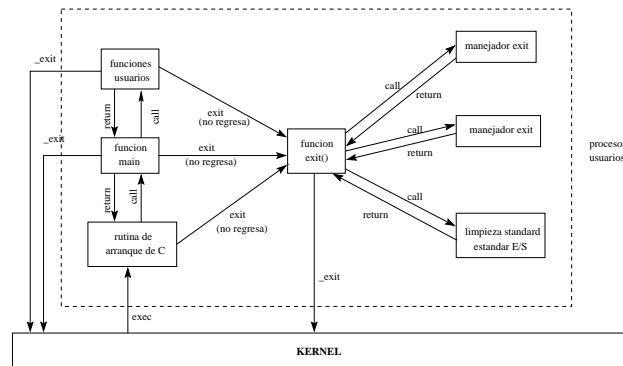 _exit
funciones
usuarios
manejador exit
call
return
exit
(no regresa)
return
call
_exit
funcion
main
exit
(no regresa)
funcion
exit()
call
return
manejador exit
procesos
usuarios
return
call
exit
(no regresa)
call
return
rutina de
arranque de C
limpieza standard
estandar E/S
_exit
exec
KERNEL